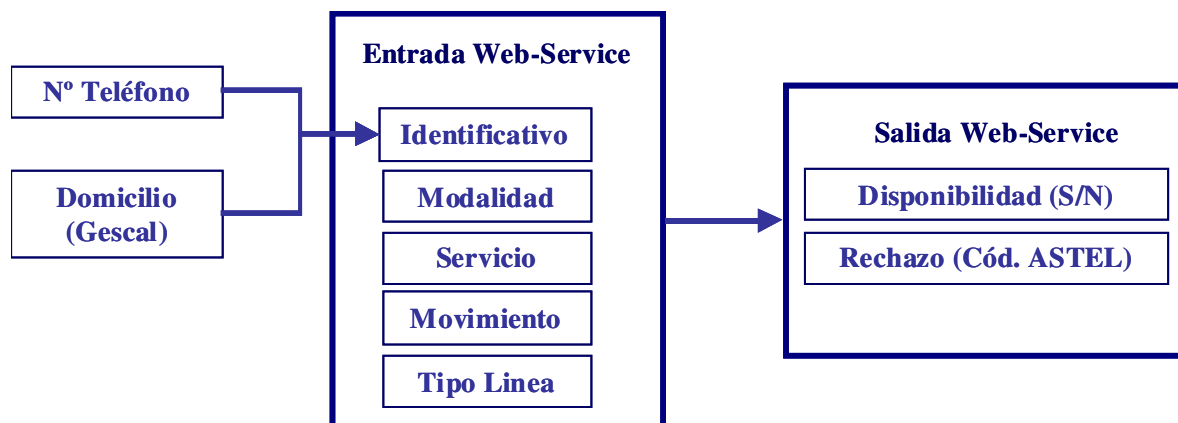 Nº Teléfono
Domicilio
(Gescal)
Entrada Web-Service
Identificativo
Modalidad
Servicio
Movimiento
Tipo Linea
Salida Web-Service
Disponibilidad (S/N)
Rechazo (Cód. ASTEL)